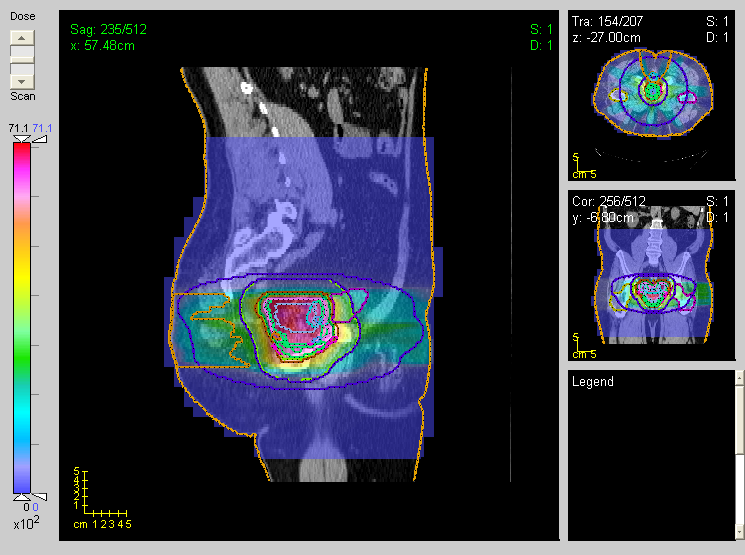 Dose
Scan
71.1 71.1
0 0
x10²
Sag: 235/512
x: 57.48cm
S: 1
D: 1
5
4
3
2
1
cm 1 2 3 4 5
Tra: 154/207
z: -27.00cm
S: 1
D: 1
5
cm 5
Cor: 256/512
y: -6.80cm
S: 1
D: 1
5
cm 5
Legend